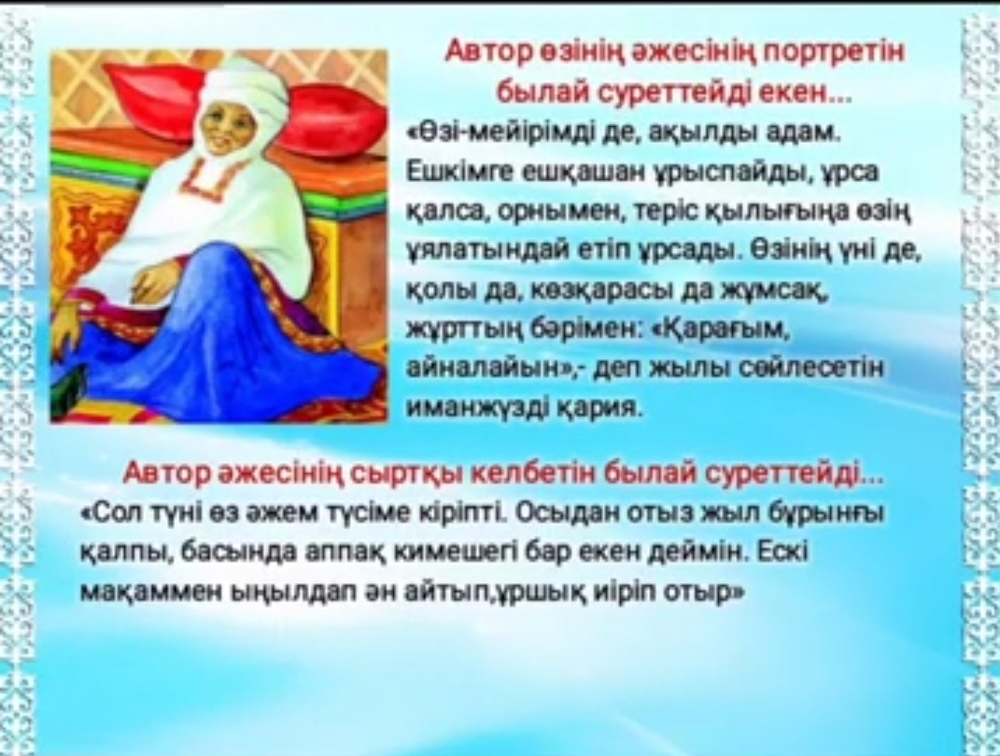 Автор өзінің әжесінің портретін
былай суреттейді екен...
«Өзі-мейірімді де, ақылды адам.
Ешкімге ешқашан ұрыспайды, ұрса
қалса, орнымен, теріс қылығыңа өзің
ұялатындай етіп ұрсады. Өзінің үні де,
қолы да, көзқарасы да жұмсақ,
жұрттың бәрімен: «Қарағым,
айналайын»,- деп жылы сөйлесетін
иманжүзді қария.
Автор әжесінің сыртқы келбетін былай суреттейді...
«Сол түні өз әжем түсіме кіріпті. Осыдан отыз жыл бұрынғы
қалпы, басында аппақ кимешегі бар екен деймін. Ескі
мақаммен ыңылдап ән айтып,ұршық иіріп отыр»